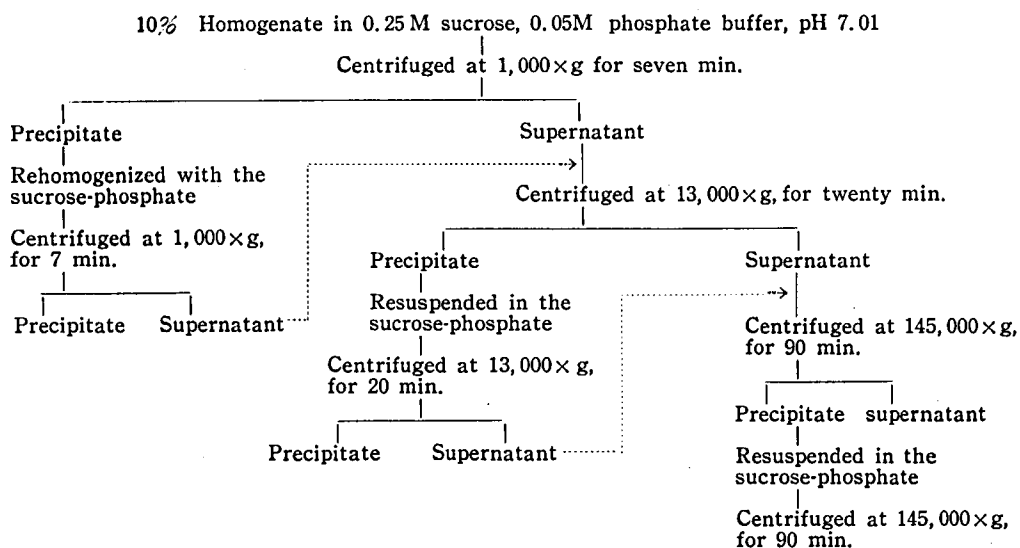 10% Homogenate in 0.25 M sucrose, 0.05M phosphate buffer, pH 7.01
Centrifuged at 1,000×g for seven min.
Precipitate
Supernatant
Rehomogenized with the
sucrose-phosphate
Centrifuged at 1,000×g,
for 7 min.
Precipitate
Supernatant
Centrifuged at 13,000×g, for twenty min.
Precipitate
Supernatant
Resuspended in the
sucrose-phosphate
Centrifuged at 13,000×g,
for 20 min.
Precipitate
Supernatant
Centrifuged at 145,000×g,
for 90 min.
Precipitate
supernatant
Resuspended in the
sucrose-phosphate
Centrifuged at 145,000×g,
for 90 min.